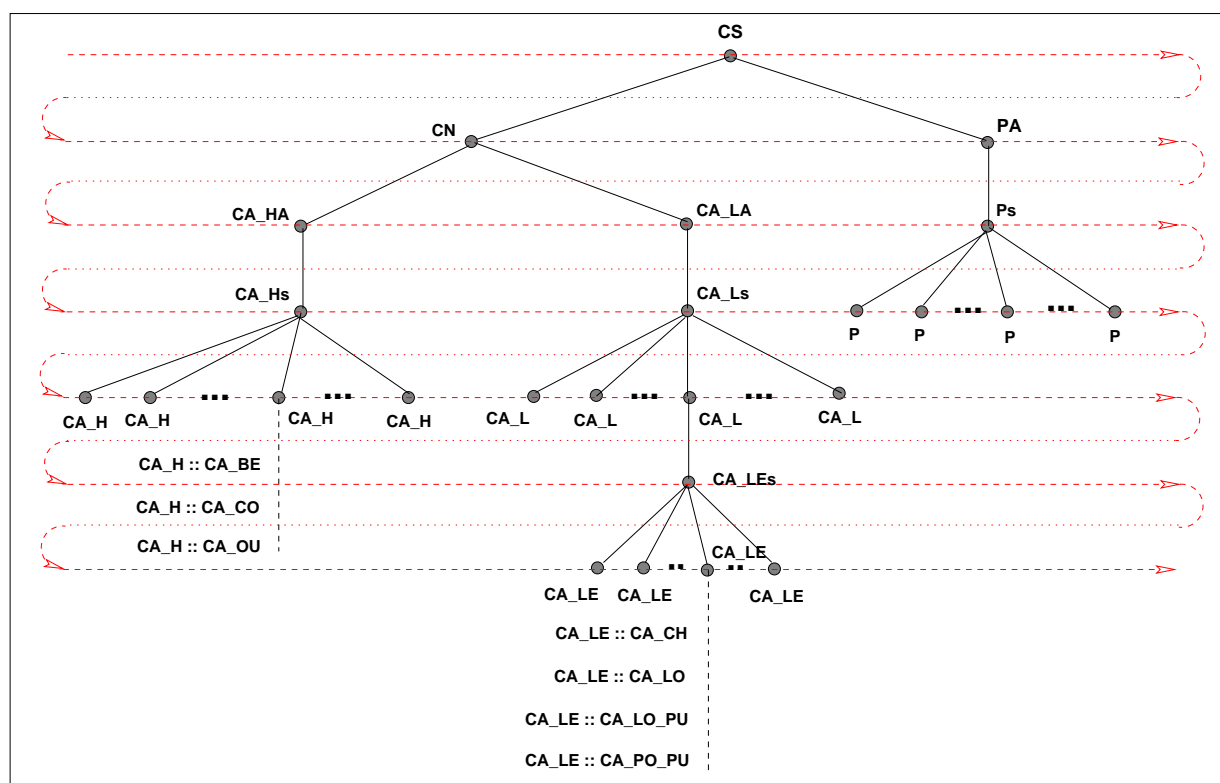 CS
CN PA
CA_HA CA_LA Ps
CA_Hs CA_Ls
P P P P
CA_H CA_H CA_H CA_H CA_L CA_L CA_L CA_L
CA_H :: CA_BE
CA_LEs
CA_H :: CA_CO
CA_H :: CA_OU
CA_LE
CA_LE CA_LE CA_LE
CA_LE :: CA_CH
CA_LE :: CA_LO
CA_LE :: CA_LO_PU
CA_LE :: CA_PO_PU